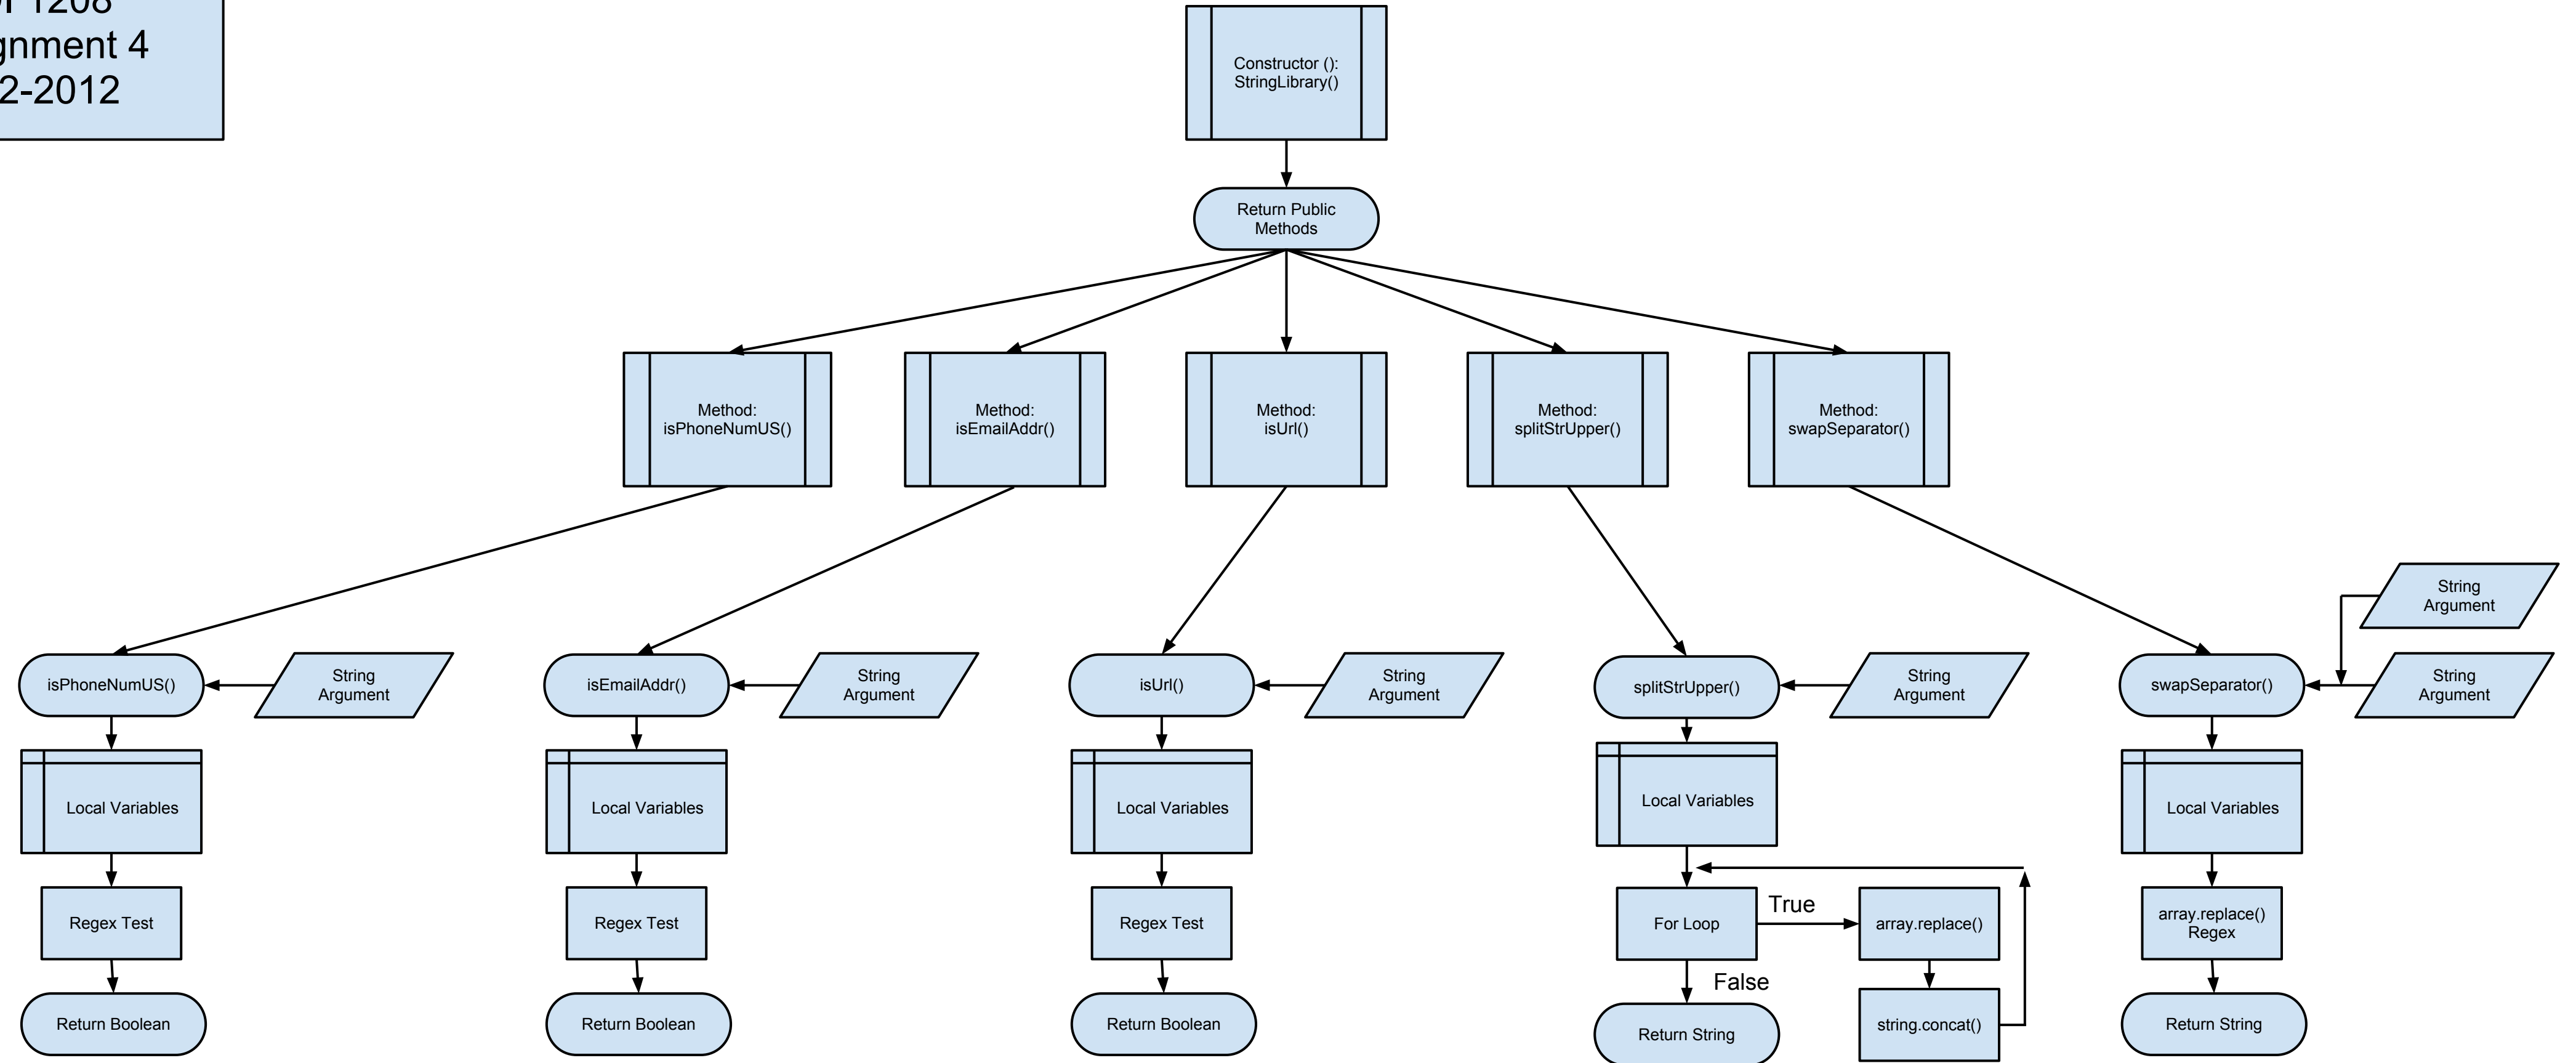 1208
gnment 4
2-2012
Constructor ():
StringLibrary()
Return Public
Methods
Method:
isPhoneNumUS()
Method:
isEmailAddr()
Method:
isUrl()
Method:
splitStrUpper()
Method:
swapSeparator()
String
Argument
isPhoneNumUS()
String
Argument
isEmailAddr()
String
Argument
isUrl()
String
Argument
splitStrUpper()
String
Argument
swapSeparator()
String
Argument
Local Variables
Local Variables
Local Variables
Local Variables
Local Variables
Regex Test
Regex Test
Regex Test
For Loop
True
array.replace()
array.replace()
Regex
False
Return Boolean
Return Boolean
Return Boolean
Return String
string.concat()
Return String